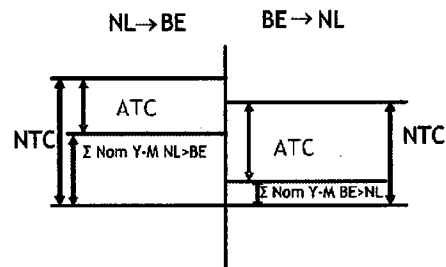 NL→BE
BE→NL
ATC
NTC
Σ Nom Y-M NL>BE
ATC
NTC
Σ Nom Y-M BE>NL